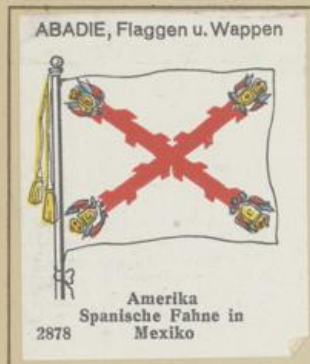 ABADIE, Flaggen u. Wappen
Amerika
Spanische Fahne in
2878 Mexiko